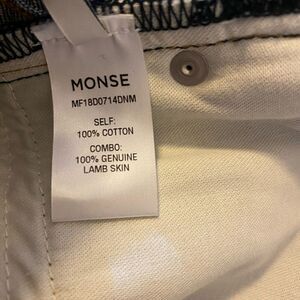 MONSE
MF18D0714DNM
SELF:
100% COTTON
COMBO:
100% GENUINE
LAMB SKIN